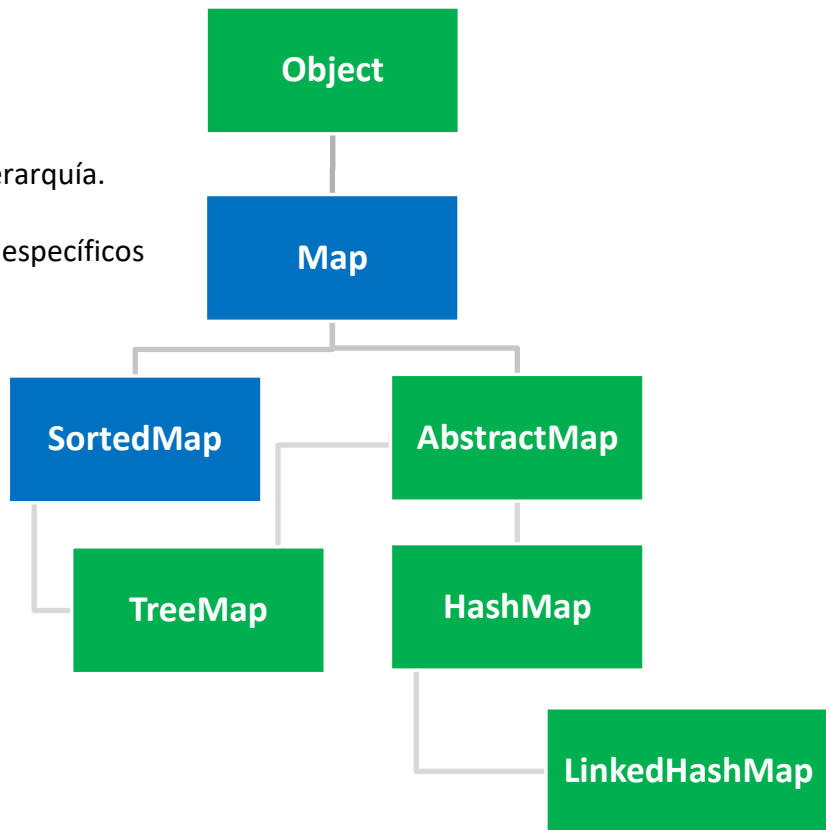 Object
erarquía.
específicos
Map
SortedMap
AbstractMap
TreeMap
HashMap
LinkedHashMap